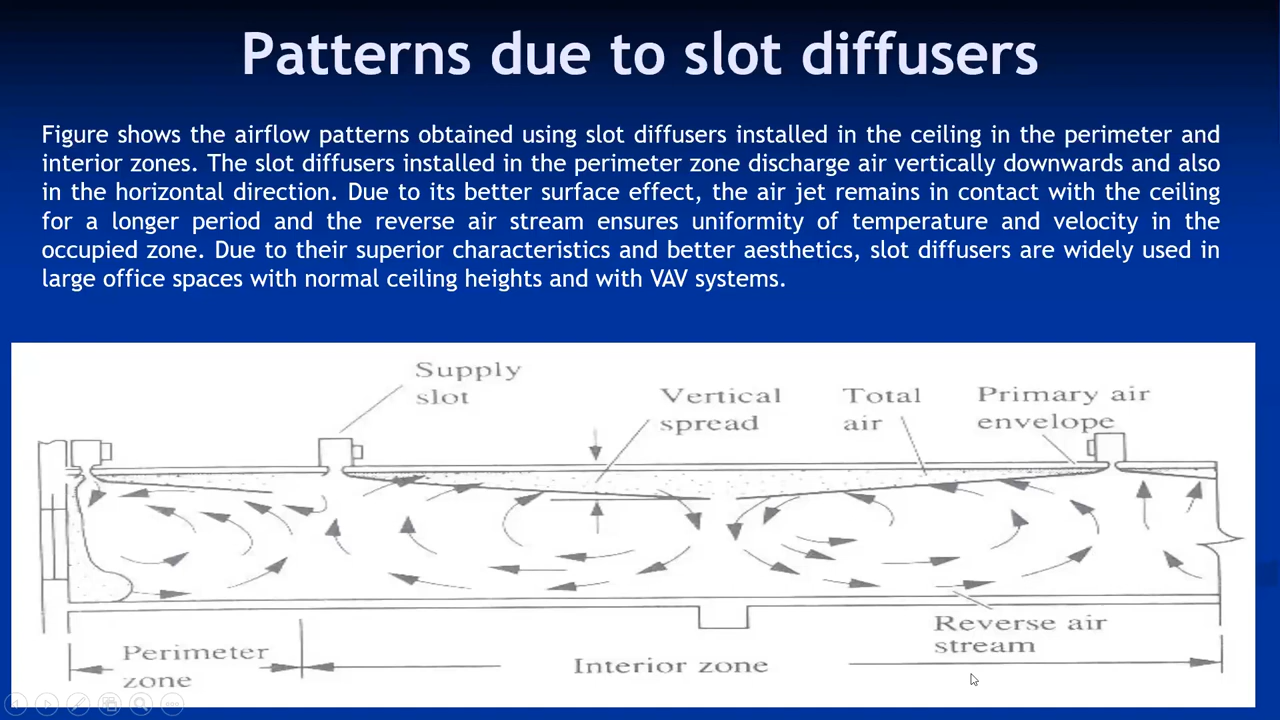 Patterns due to slot diffusers
Figure shows the airflow patterns obtained using slot diffusers installed in the ceiling in the perimeter and
interior zones. The slot diffusers installed in the perimeter zone discharge air vertically downwards and also
in the horizontal direction. Due to its better surface effect, the air jet remains in contact with the ceiling
for a longer period and the reverse air stream ensures uniformity of temperature and velocity in the
occupied zone. Due to their superior characteristics and better aesthetics, slot diffusers are widely used in
large office spaces with normal ceiling heights and with VAV systems.
Supply
slot
Vertical
spread
Total
air
Primary air
envelope
Reverse air
stream
Perimeter
zone
Interior zone